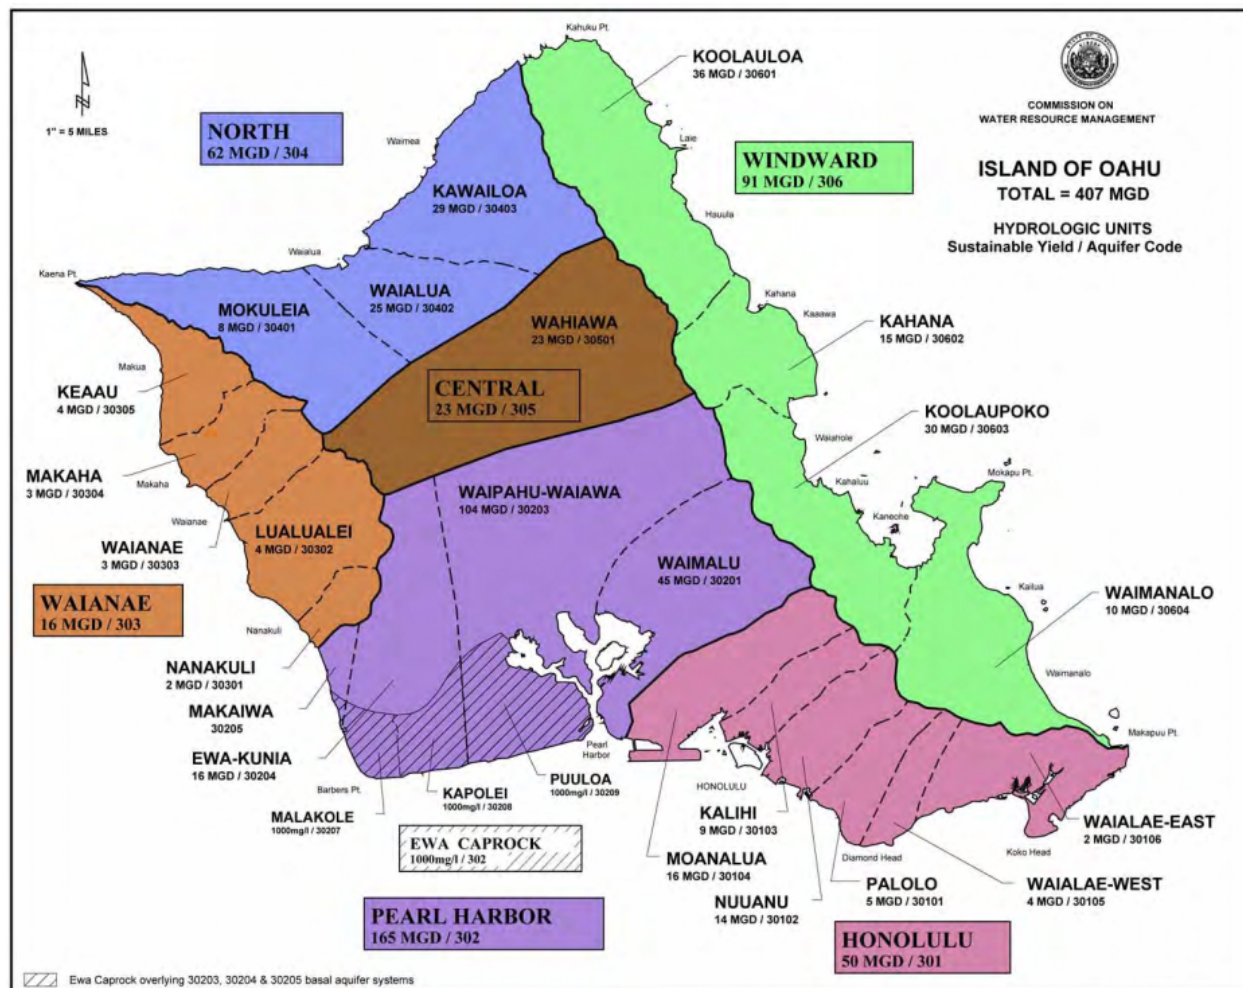 Kahuku Pt.
KOOLAULOA
36 MGD / 30601
COMMISSION ON
WATER RESOURCE MANAGEMENT
1" = 5 MILES
NORTH
62 MGD / 304
Waimea
Laie
WINDWARD
91 MGD / 306
ISLAND OF OAHU
TOTAL = 407 MGD
HYDROLOGIC UNITS
Sustainable Yield / Aquifer Code
KAWAILOA
29 MGD / 30403
Hauula
Waialua
Kaena Pt.
MOKULEIA
8 MGD / 30401
WAIALUA
25 MGD / 30402
WAHIAWA
23 MGD / 30501
Kahana
Kaaawa
KAHANA
15 MGD / 30602
Makua
KEAAU
4 MGD / 30305
CENTRAL
23 MGD / 305
KOOLAUPOKO
30 MGD / 30603
Waiahole
MAKAHA
3 MGD / 30304
Makaha
WAIPAHU-WAIAWA
104 MGD / 30203
Kahaluu
Mokapu Pt.
Kaneohe
Waianae
WAIANAE
3 MGD / 30303
LUALUALEI
4 MGD / 30302
WAIMALU
45 MGD / 30201
Kailua
WAIMANALO
10 MGD / 30604
WAIANAE
16 MGD / 303
Nanakuli
NANAKULI
2 MGD / 30301
Waimanalo
MAKAIWA
30205
EWA-KUNIA
16 MGD / 30204
Pearl
Harbor
Makapuu Pt.
Barbers Pt.
MALAKOLE
1000mg/l / 30207
KAPOLEI
1000mg/l / 30208
PUULOA
1000mg/l / 30209
HONOLULU
KALIHI
9 MGD / 30103
WAIALAE-EAST
2 MGD / 30106
EWA CAPROCK
1000mg/l / 302
MOANALUA
16 MGD / 30104
Diamond Head
Koko Head
NUUANU
14 MGD / 30102
PALOLO
5 MGD / 30101
WAIALAE-WEST
4 MGD / 30105
PEARL HARBOR
165 MGD / 302
HONOLULU
50 MGD / 301
Ewa Caprock overlying 30203, 30204 & 30205 basal aquifer systems